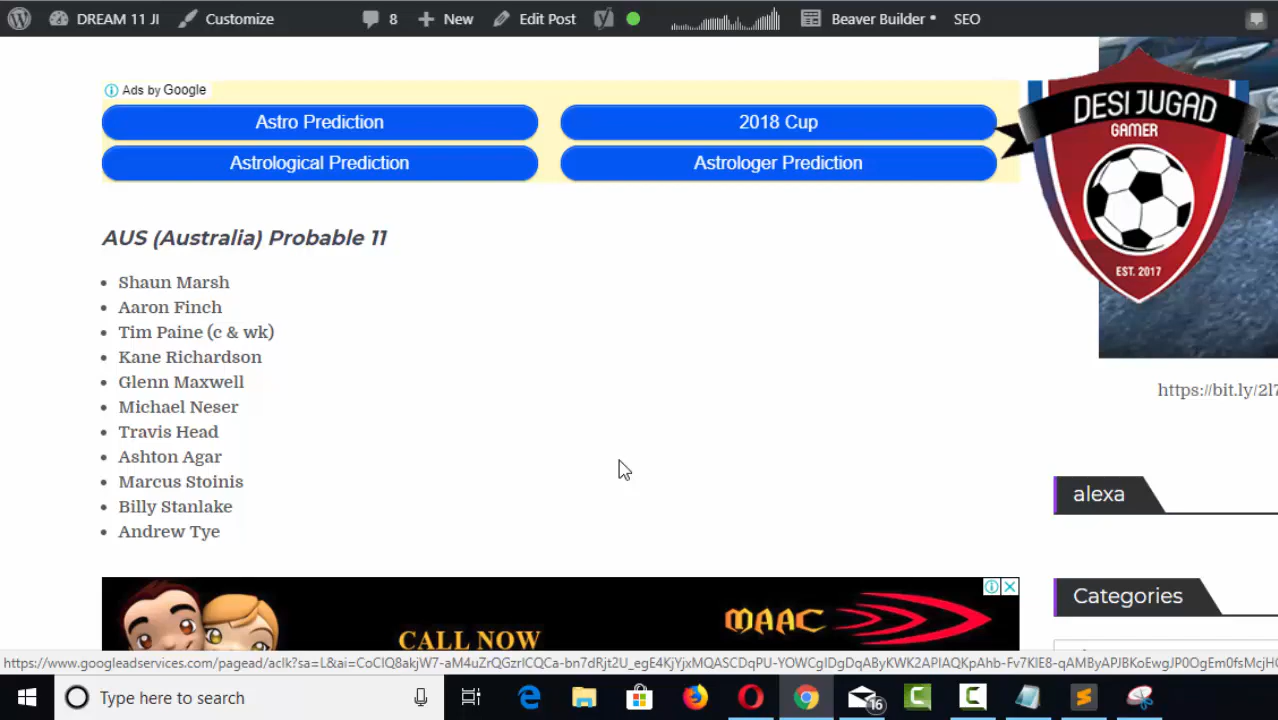 DREAM 11 JI Customize 8 New Edit Post Beaver Builder • SEO
Ads by Google
Astro Prediction
2018 Cup
Astrological Prediction
Astrologer Prediction
DESI JUGAD
GAMER
EST. 2017
AUS (Australia) Probable 11
• Shaun Marsh
• Aaron Finch
• Tim Paine (c & wk)
• Kane Richardson
• Glenn Maxwell
• Michael Neser
• Travis Head
• Ashton Agar
• Marcus Stoinis
• Billy Stanlake
• Andrew Tye
https://bit.ly/2l7
alexa
Categories
CALL NOW
MAAC
Type here to search
16